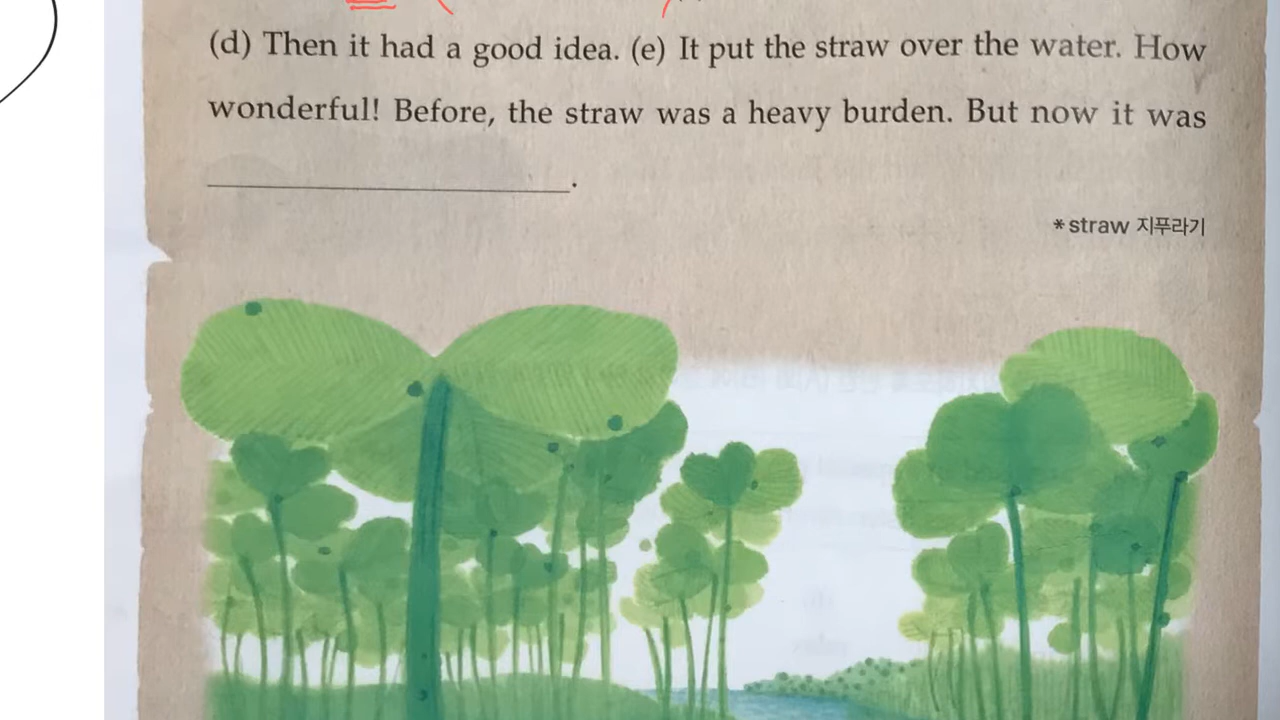 (d) Then it had a good idea. (e) It put the straw over the water. How
wonderful! Before, the straw was a heavy burden. But now it was
____________________.
*straw 지푸라기